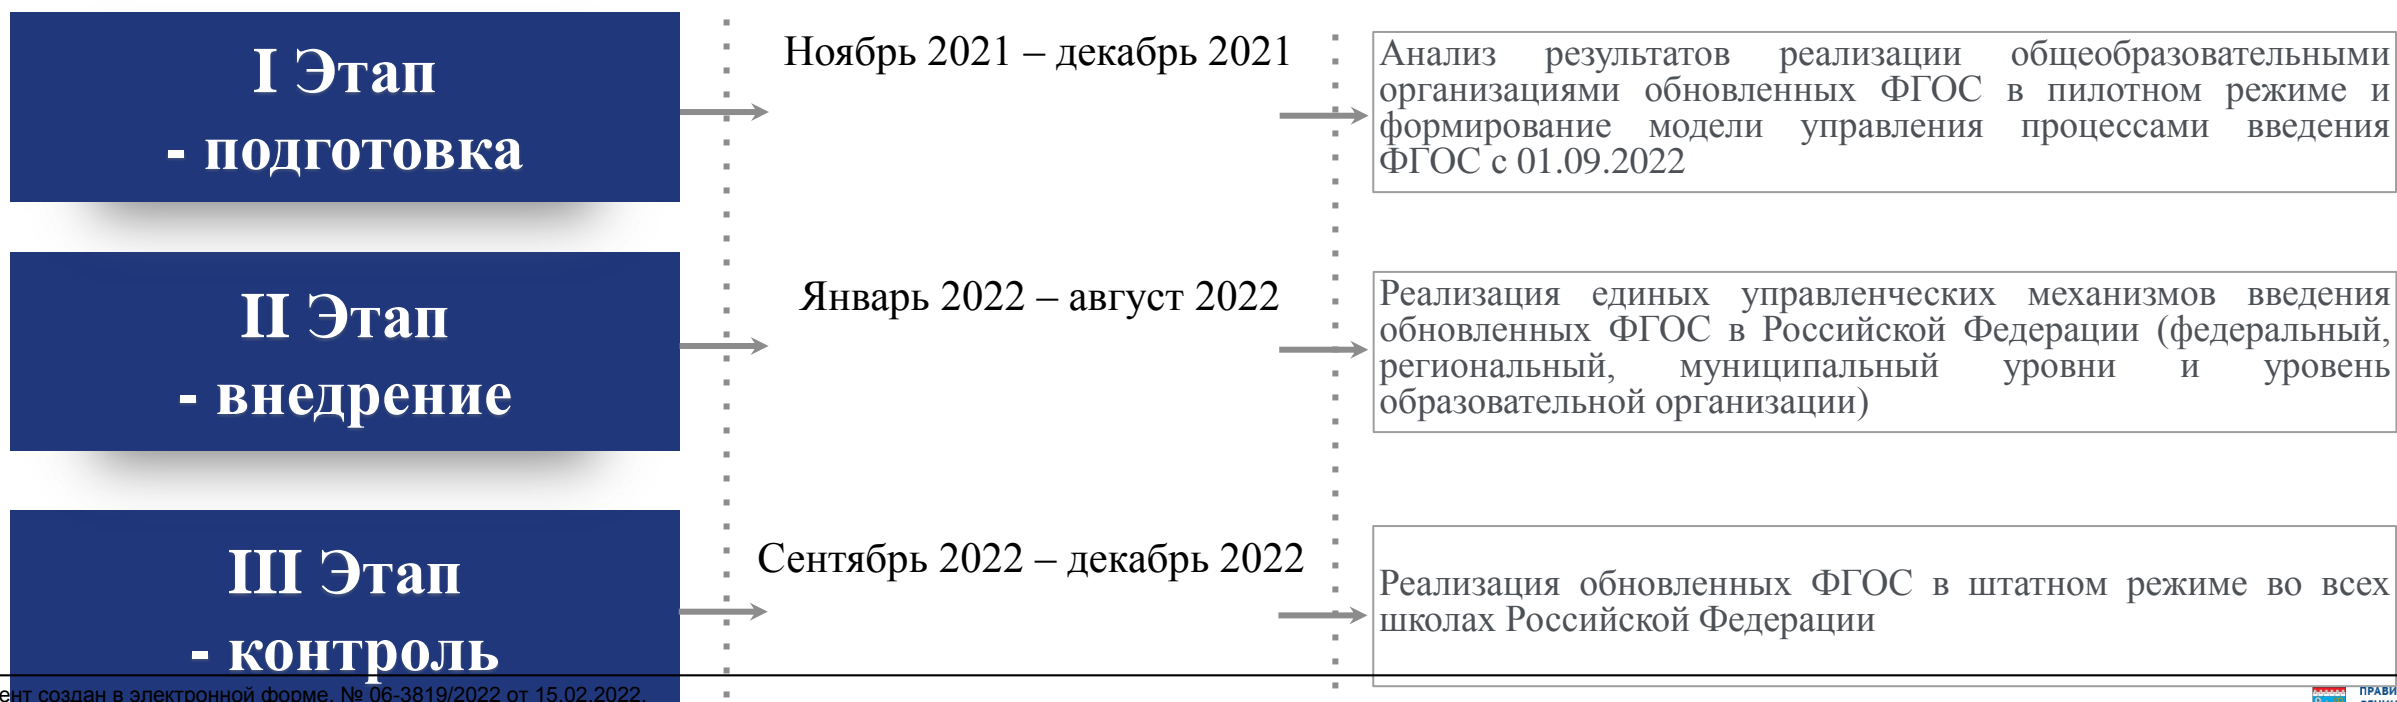 I Этап
- подготовка
Ноябрь 2021 – декабрь 2021
Анализ результатов реализации общеобразовательными
организациями обновленных ФГОС в пилотном режиме и
формирование модели управления процессами введения
ФГОС с 01.09.2022
II Этап
- внедрение
Январь 2022 – август 2022
Реализация единых управленческих механизмов введения
обновленных ФГОС в Российской Федерации (федеральный,
региональный, муниципальный уровни и уровень
образовательной организации)
III Этап
- контроль
Сентябрь 2022 – декабрь 2022
Реализация обновленных ФГОС в штатном режиме во всех
школах Российской Федерации
ент создан в электронной форме. № 06-3819/2022 от 15.02.2022.
ПРАВИ